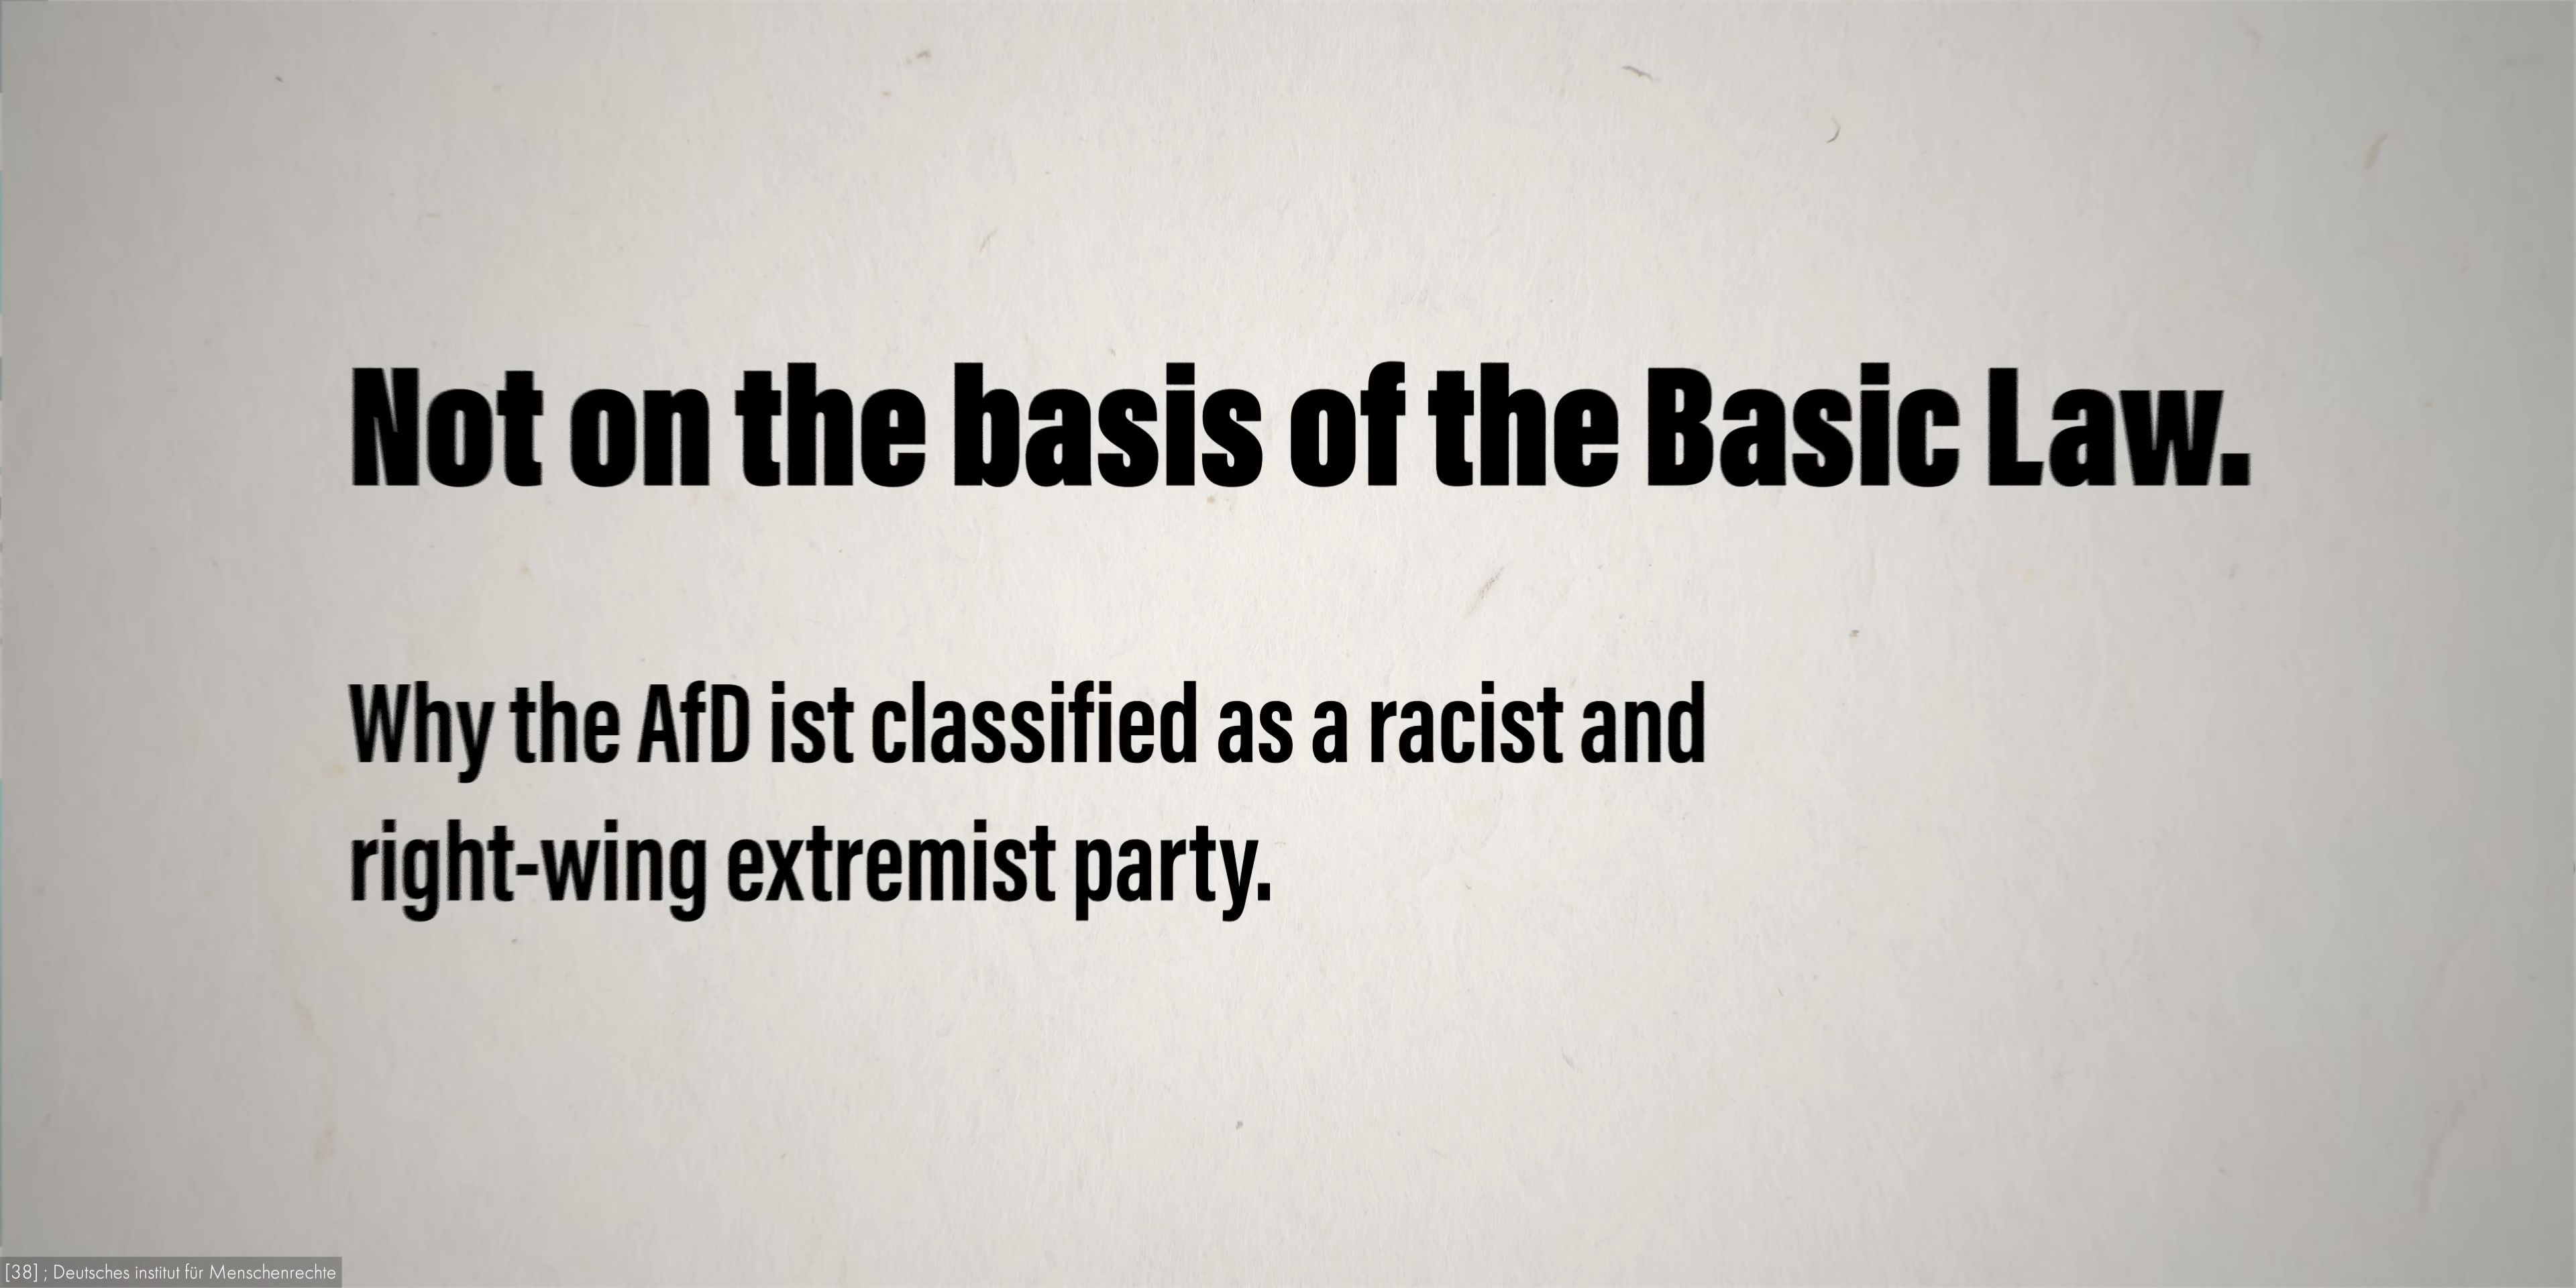 Not on the basis of the Basic Law.
Why the AfD ist classified as a racist and
right-wing extremist party.
[38] ; Deutsches institut für Menschenrechte